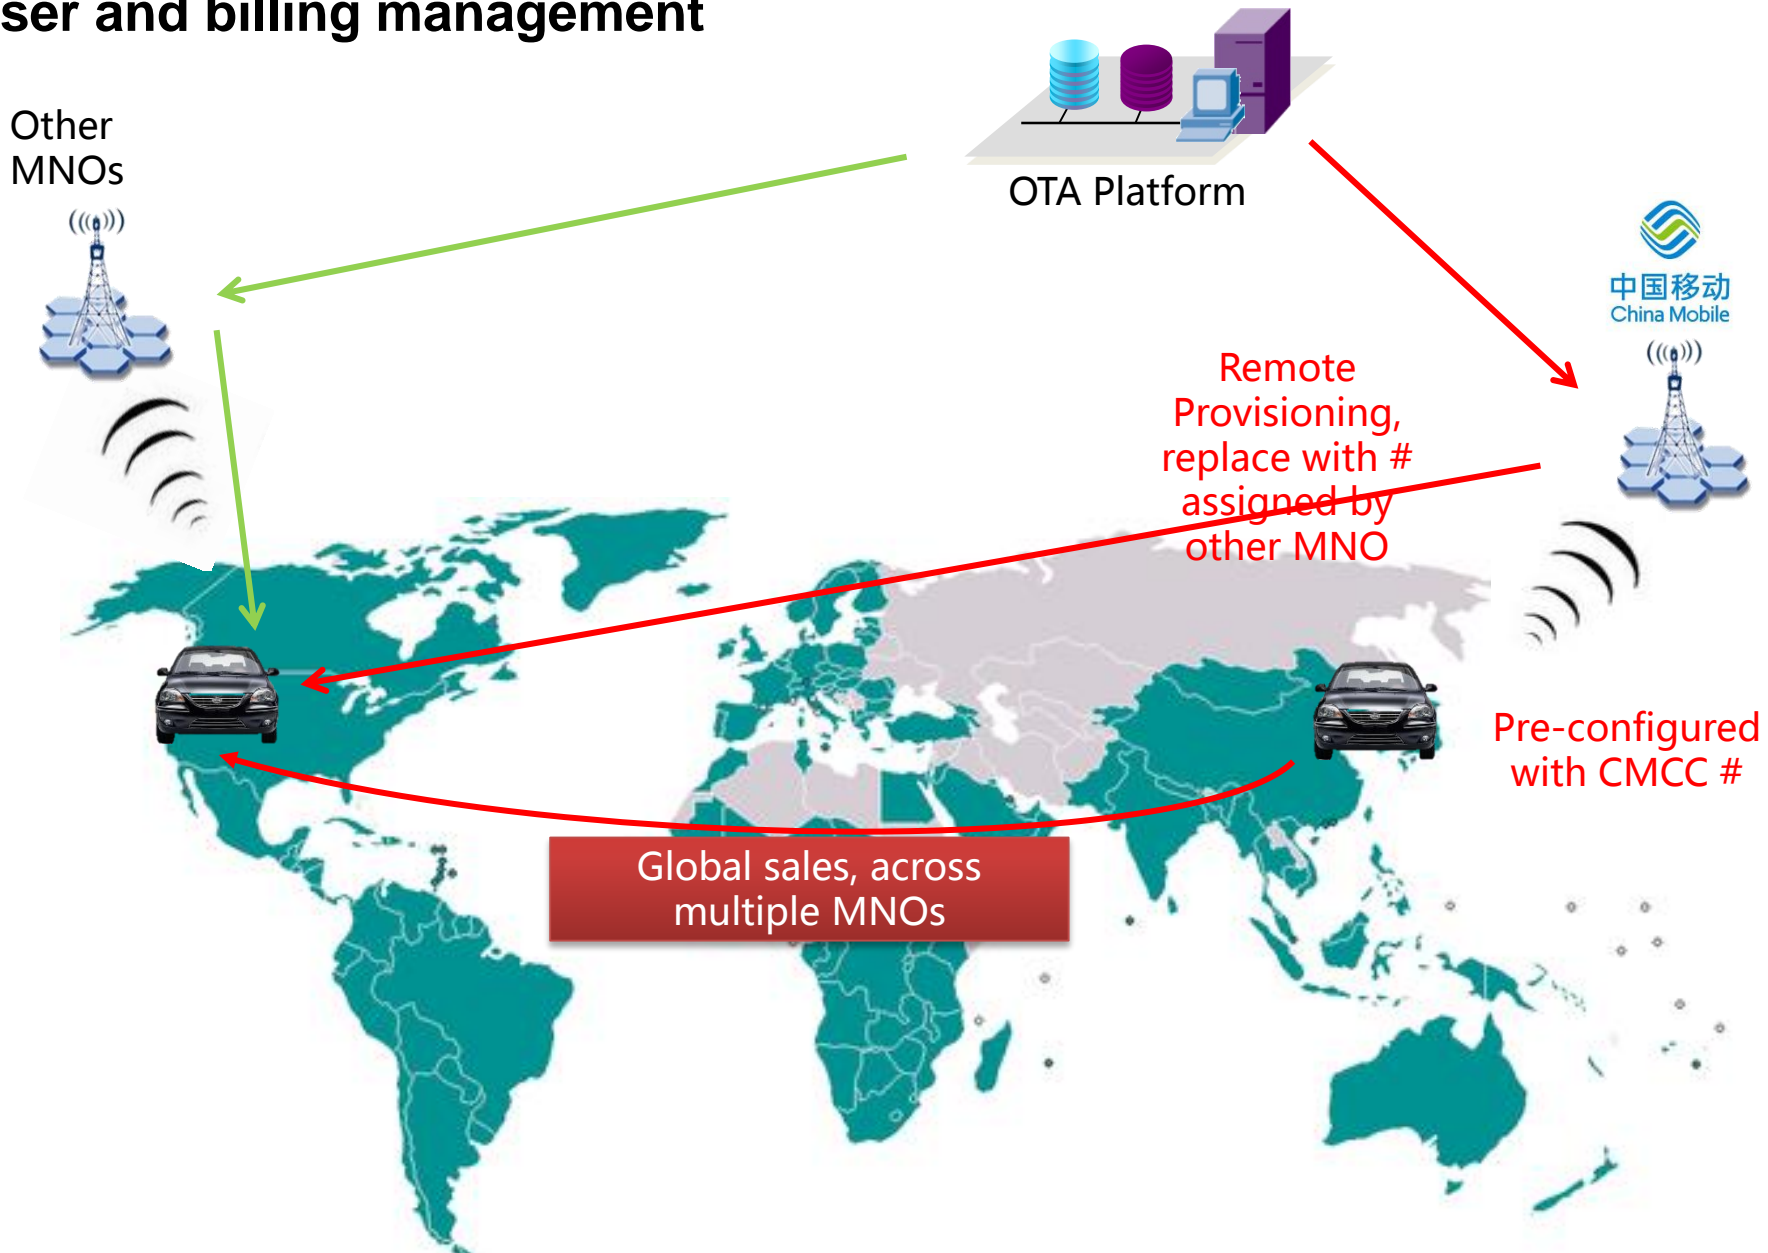 ser and billing management
Other
MNOs
OTA Platform
中国移动
China Mobile
Remote
Provisioning,
replace with #
assigned by
other MNO
Pre-configured
with CMCC #
Global sales, across
multiple MNOs